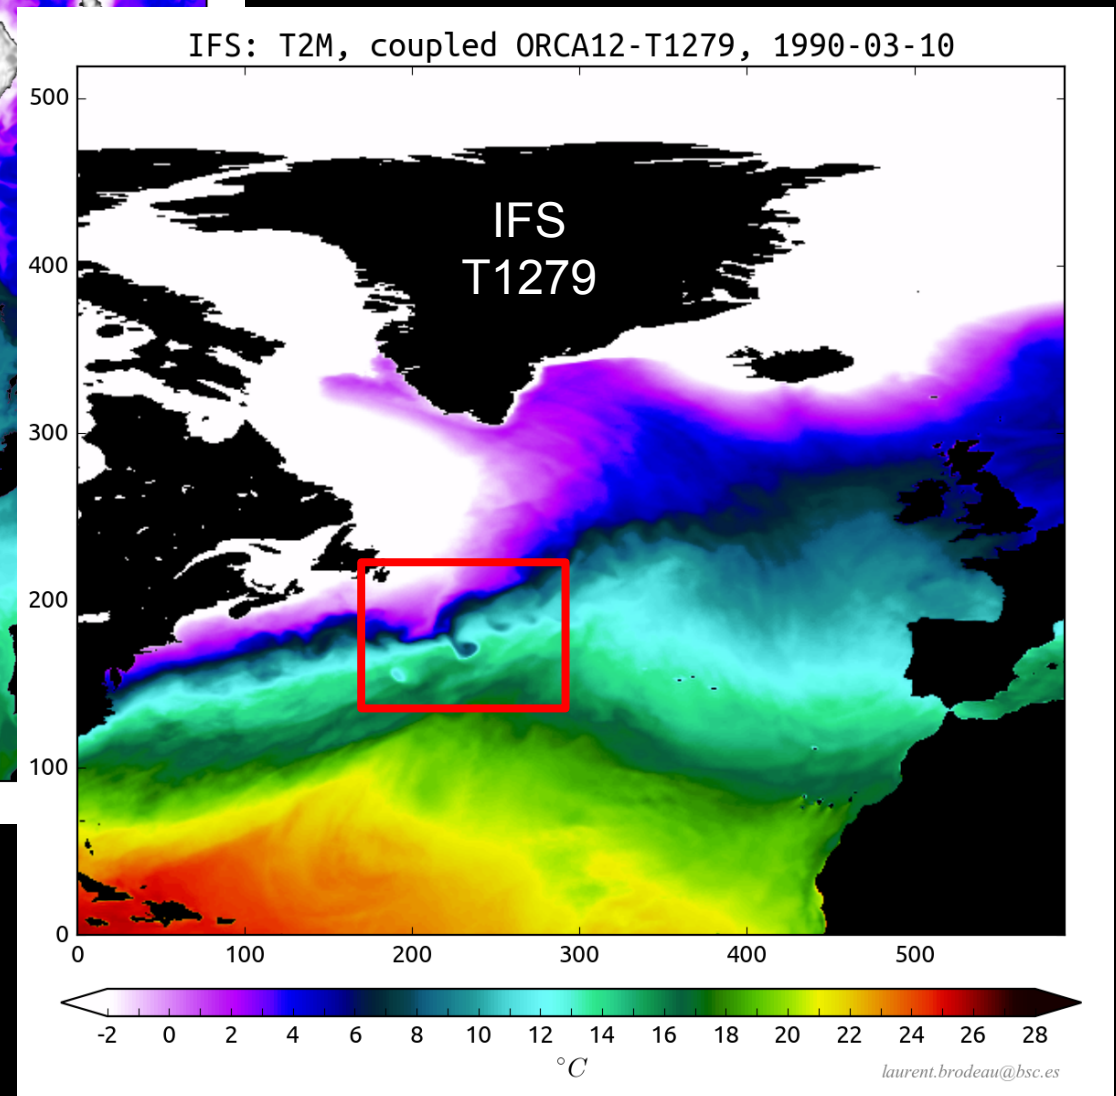 IFS: T2M, coupled ORCA12-T1279, 1990-03-10
500
400
300
200
100
0
IFS
T1279
0 100 200 300 400 500
-2 0 2 4 6 8 10 12 14 16 18 20 22 24 26 28
°C
laurent.brodeau@bsc.es